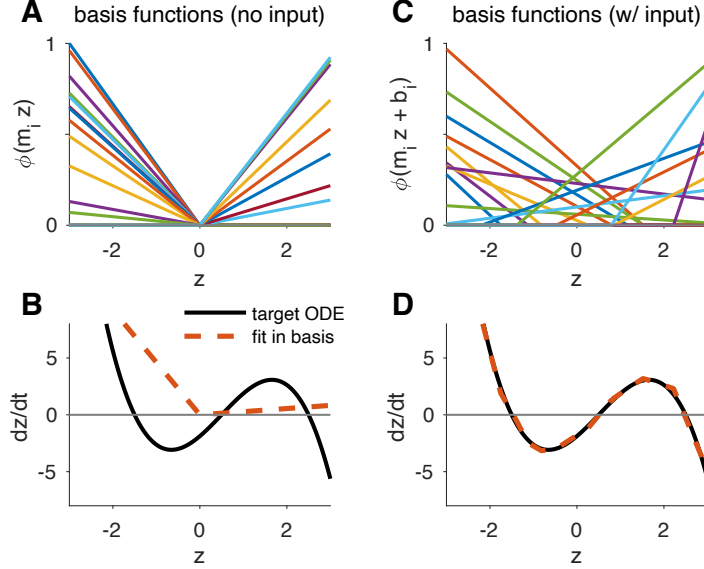 A basis functions (no input)
1
ϕ(m_i z)
0
-2 0 2
z
C basis functions (w/ input)
1
ϕ(m_i z + b_i)
0
-2 0 2
z
B
target ODE
fit in basis
5
0
-5
dz/dt
-2 0 2
z
D
5
0
-5
dz/dt
-2 0 2
z